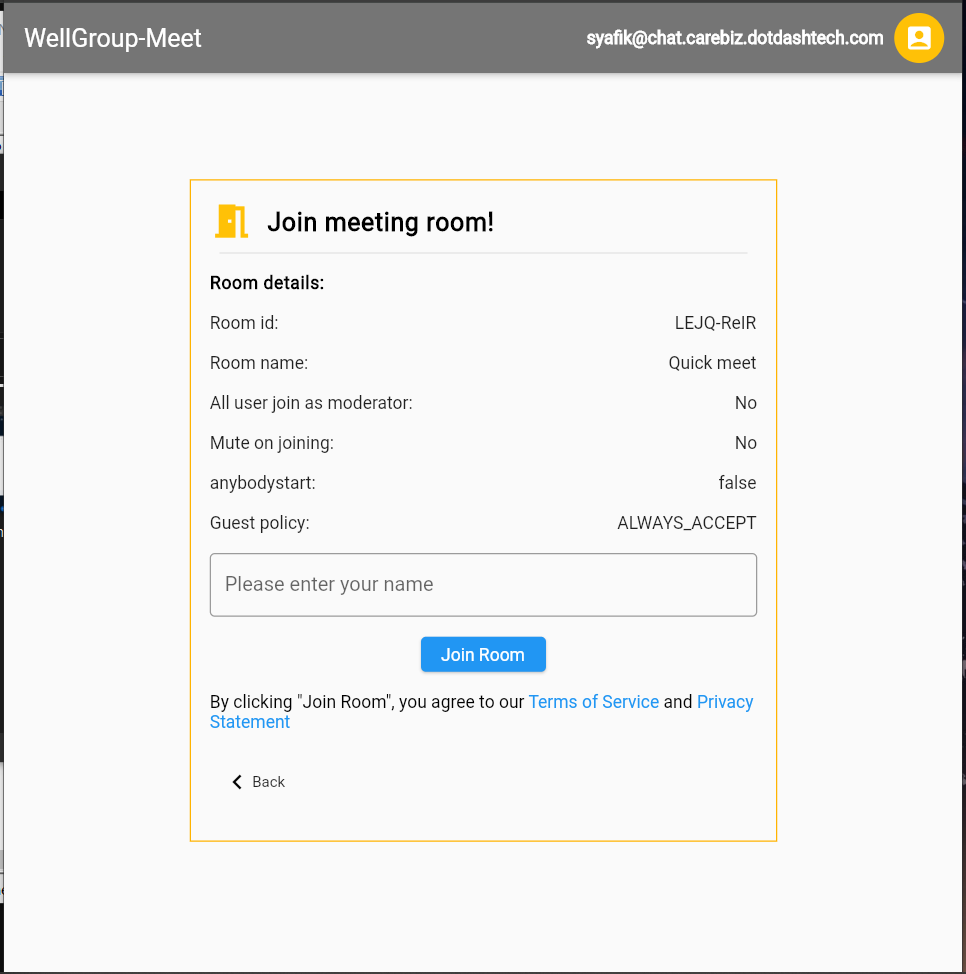 WellGroup-Meet
syafik@chat.carebiz.dotdashtech.com
Join meeting room!
Room details:
Room id: LEJQ-ReIR
Room name: Quick meet
All user join as moderator: No
Mute on joining: No
anybodystart: false
Guest policy: ALWAYS_ACCEPT
Please enter your name
Join Room
By clicking "Join Room", you agree to our Terms of Service and Privacy
Statement
Back